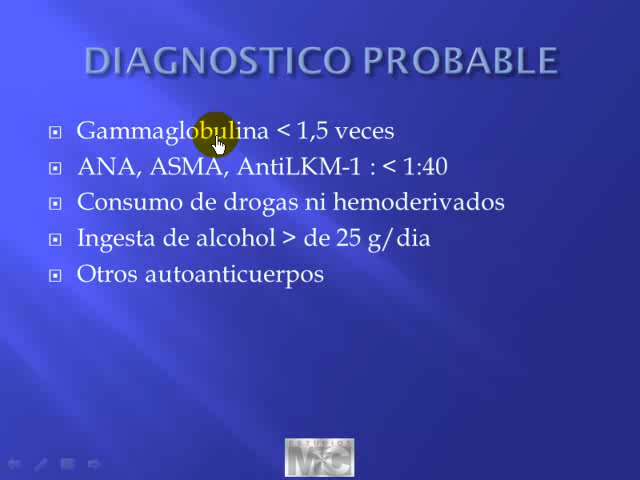 DIAGNOSTICO PROBABLE
Gammaglobulina < 1,5 veces
ANA, ASMA, AntiLKM-1 : < 1:40
Consumo de drogas ni hemoderivados
Ingesta de alcohol > de 25 g/dia
Otros autoanticuerpos
ESTUDIOS
MC